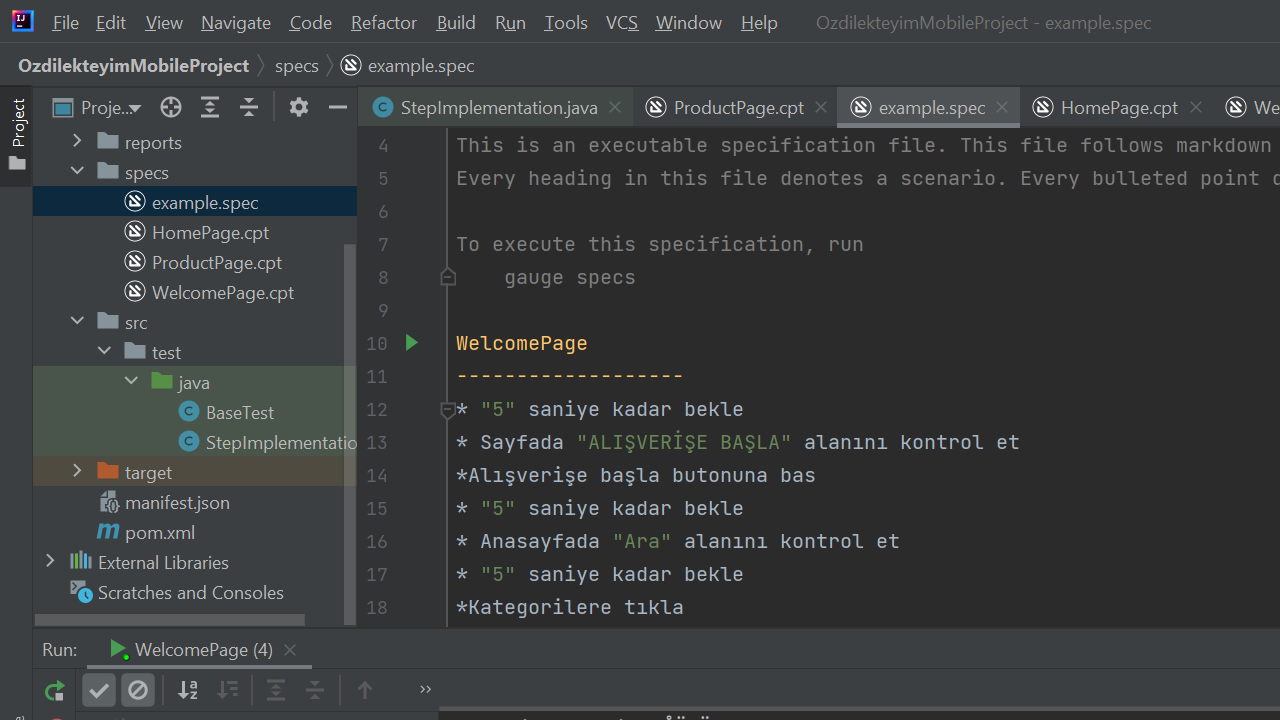 File Edit View Navigate Code Refactor Build Run Tools VCS Window Help OzdilekteyimMobileProject - example.spec
OzdilekteyimMobileProject specs example.spec
Project
Proje...
StepImplementation.java ProductPage.cpt example.spec HomePage.cpt We
reports
specs
example.spec
HomePage.cpt
ProductPage.cpt
WelcomePage.cpt
src
test
java
BaseTest
StepImplementatio
target
manifest.json
pom.xml
External Libraries
Scratches and Consoles
4 This is an executable specification file. This file follows markdown
5 Every heading in this file denotes a scenario. Every bulleted point
6
7 To execute this specification, run
8 gauge specs
9
10 WelcomePage
11 -------------------
12 * "5" saniye kadar bekle
13 * Sayfada "ALIŞVERİŞE BAŞLA" alanını kontrol et
14 *Alışverişe başla butonuna bas
15 * "5" saniye kadar bekle
16 * Anasayfada "Ara" alanını kontrol et
17 * "5" saniye kadar bekle
18 *Kategorilere tıkla
Run: WelcomePage (4)